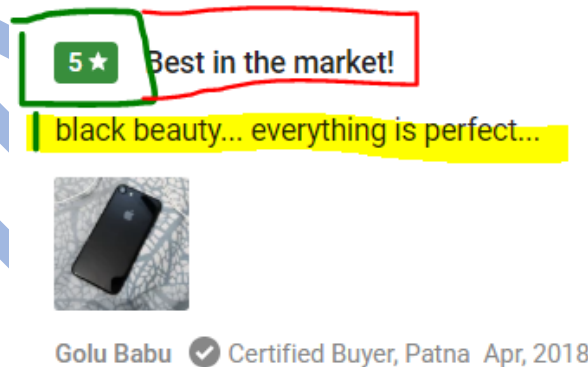 5★ Best in the market!
black beauty... everything is perfect...
Golu Babu Certified Buyer, Patna Apr, 2018